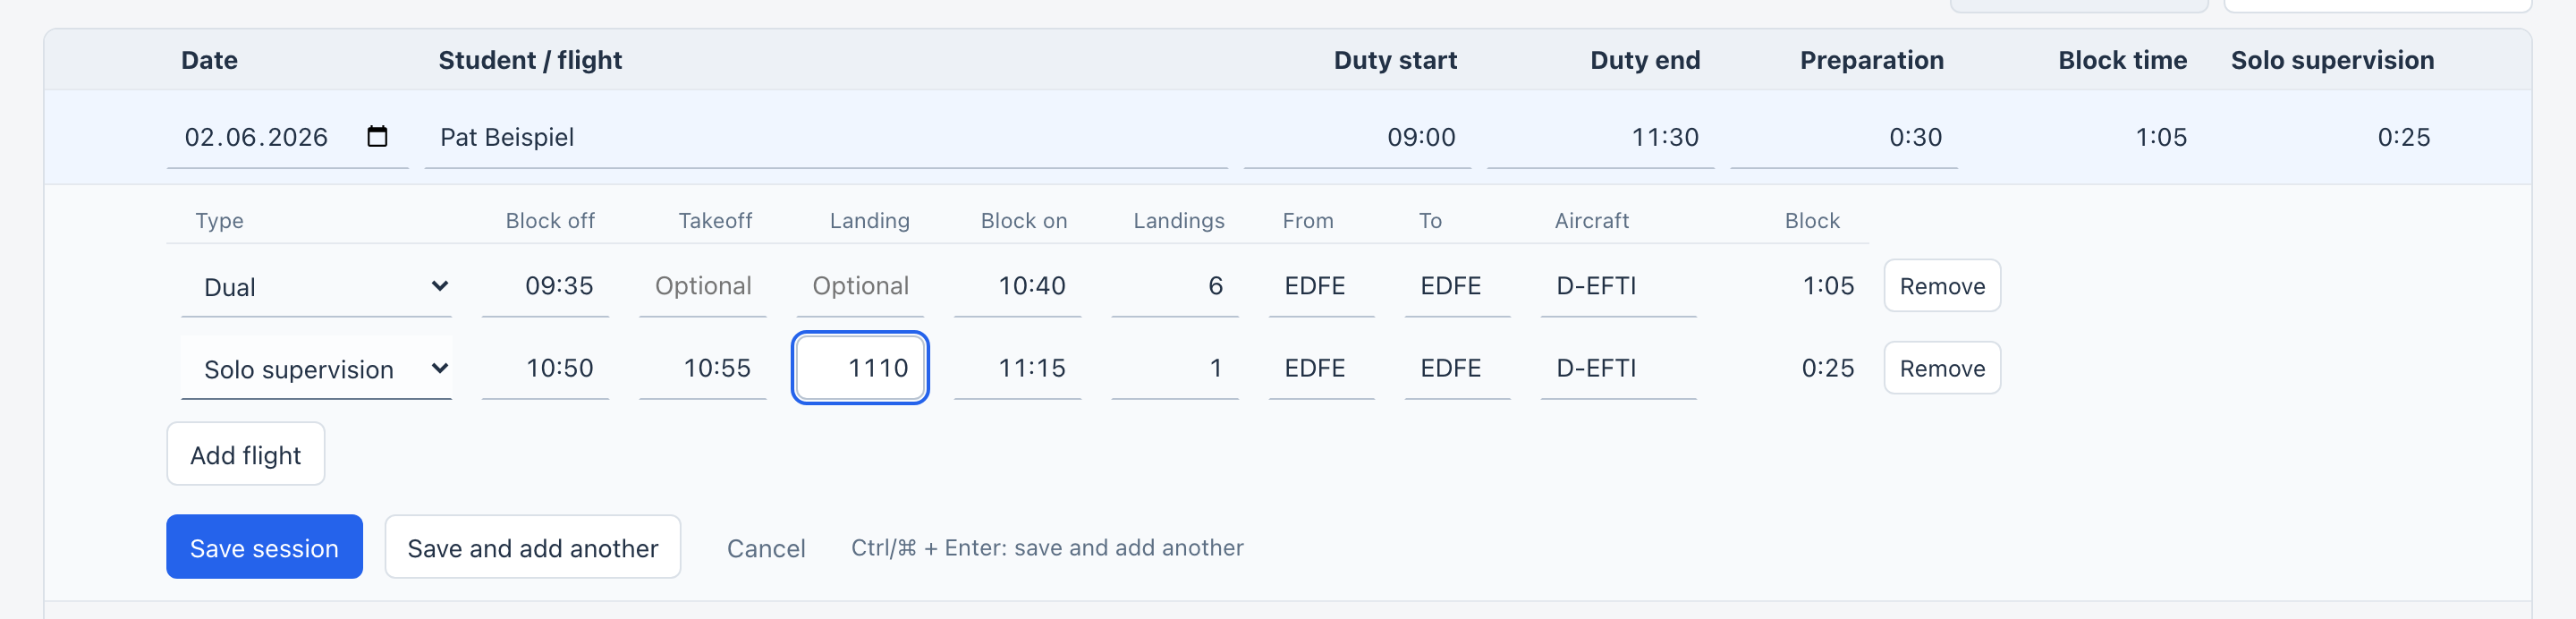 Date Student / flight Duty start Duty end Preparation Block time Solo supervision
02.06.2026 Pat Beispiel 09:00 11:30 0:30 1:05 0:25
Type Block off Takeoff Landing Block on Landings From To Aircraft Block
Dual 09:35 Optional Optional 10:40 6 EDFE EDFE D-EFTI 1:05 Remove
Solo supervision 10:50 10:55 1110 11:15 1 EDFE EDFE D-EFTI 0:25 Remove
Add flight
Save session Save and add another Cancel Ctrl/⌘ + Enter: save and add another